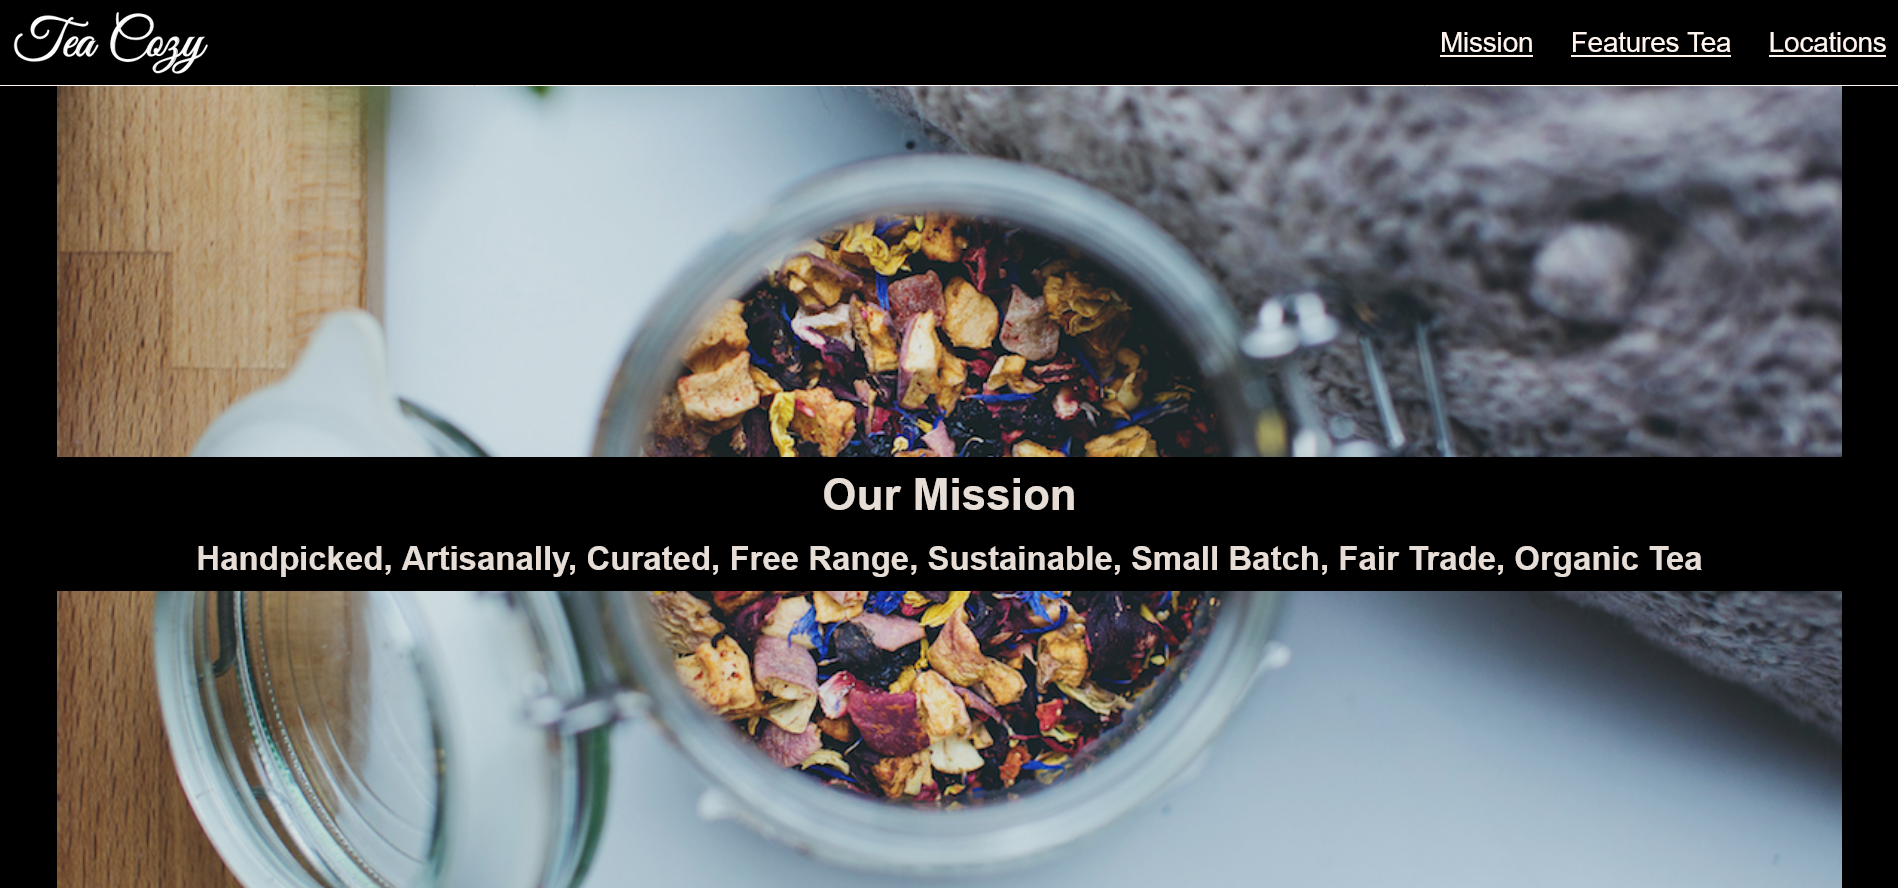 Tea Cozy
Mission
Features Tea
Locations
Our Mission
Handpicked, Artisanally, Curated, Free Range, Sustainable, Small Batch, Fair Trade, Organic Tea